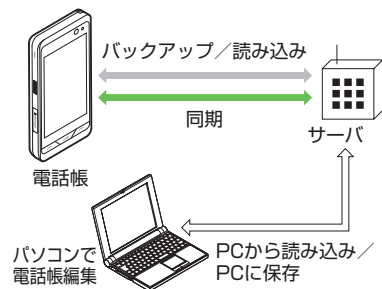 バックアップ／読み込み
同期
サーバ
電話帳
パソコンで
電話帳編集
PCから読み込み／
PCに保存